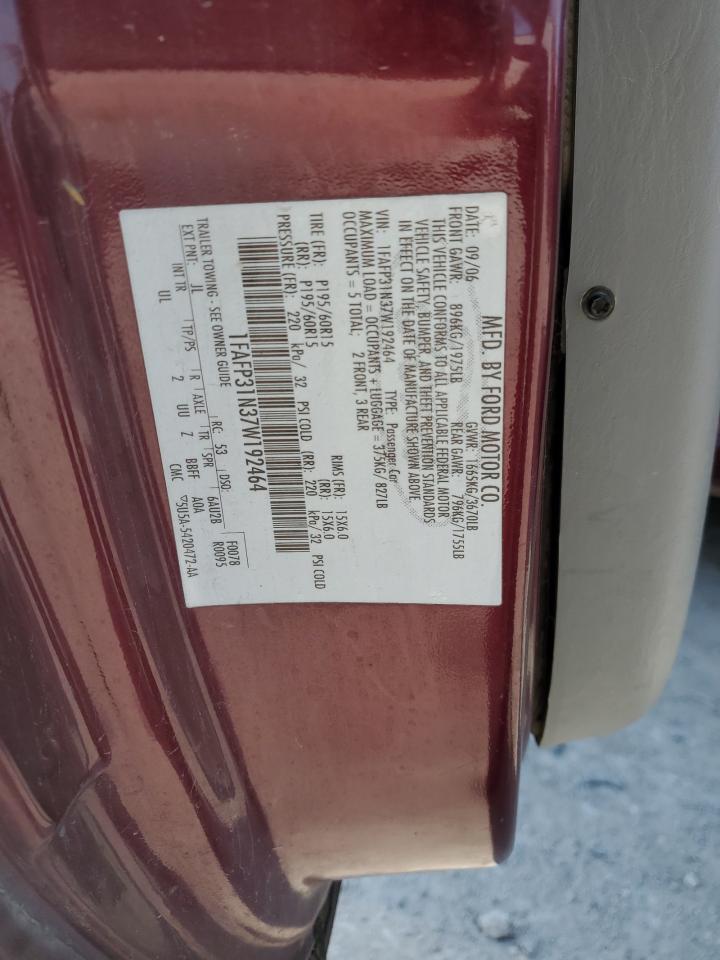 MFD. BY FORD MOTOR CO.
DATE: 09/06 GVWR: 1665KG/3670LB
FRONT GAWR: 896KG/1975LB REAR GAWR: 796KG/1755LB
THIS VEHICLE CONFORMS TO ALL APPLICABLE FEDERAL MOTOR
VEHICLE SAFETY, BUMPER, AND THEFT PREVENTION STANDARDS
IN EFFECT ON THE DATE OF MANUFACTURE SHOWN ABOVE.
VIN: 1FAFP31N37W192464 TYPE: Passenger Car
MAXIMUM LOAD = OCCUPANTS + LUGGAGE = 375KG/827LB
OCCUPANTS = 5 TOTAL; 2 FRONT, 3 REAR
TIRE (FR): P195/60R15 RIMS (FR): 15X6.0
(RR): P195/60R15 (RR): 15X6.0
PRESSURE (FR): 220 kPa/ 32 PSI COLD (RR): 220 kPa/ 32 PSI COLD
1FAFP31N37W192464
TRAILER TOWING - SEE OWNER GUIDE F0078
EXT PNT: JL RC: 53 DSO: R0095
INT TR TP/PS R AXLE TR SPR 6AU2B
UL 2 UU Z BBFF A0A
CMC 5U5A-5420472-AA